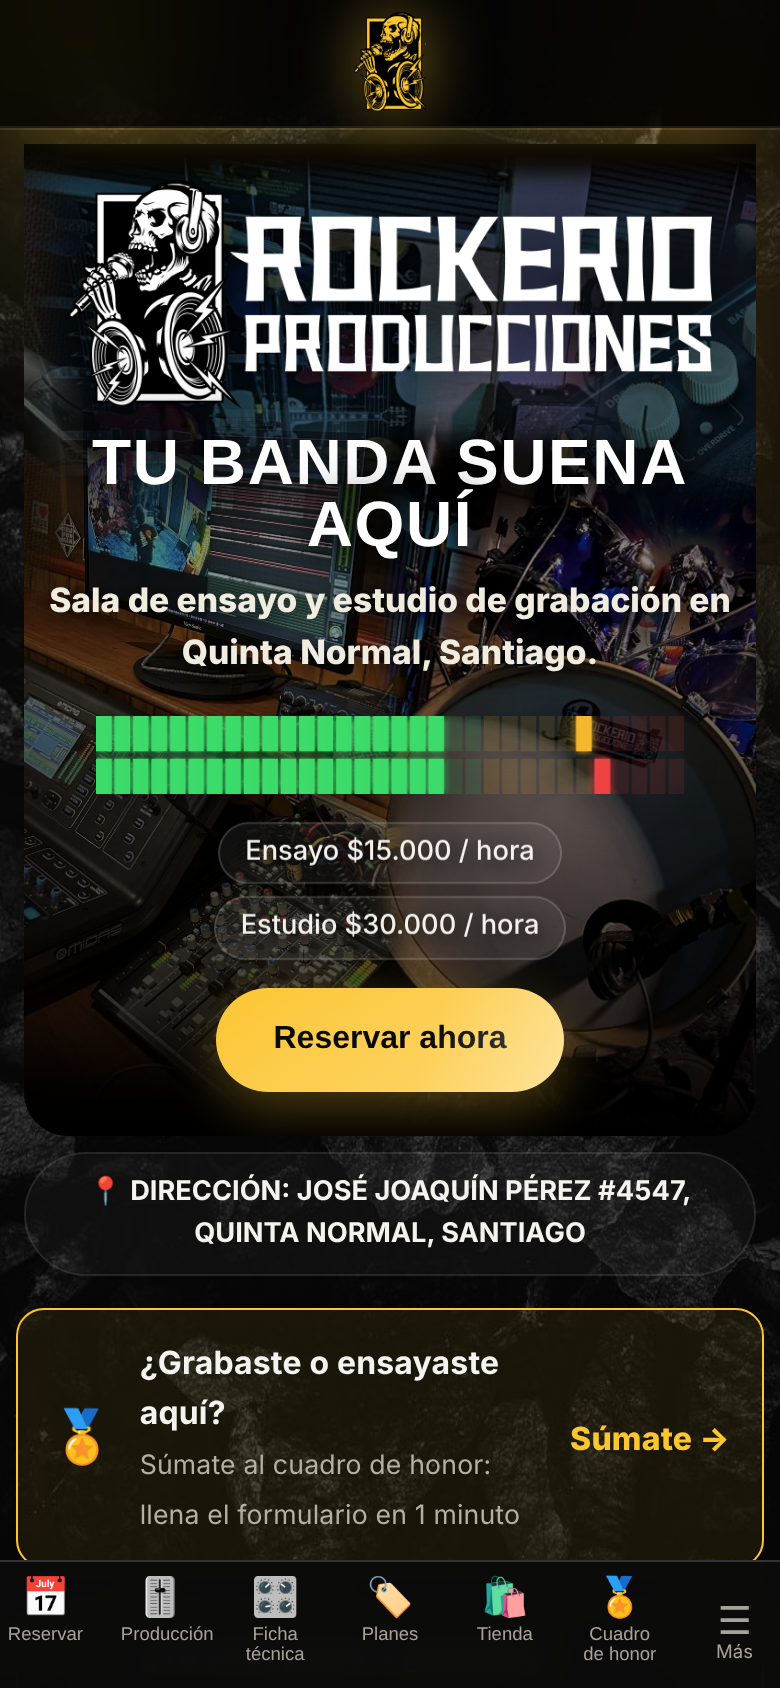 ROCKERIO
PRODUCCIONES
TU BANDA SUENA
AQUÍ
Sala de ensayo y estudio de grabación en
Quinta Normal, Santiago.
Ensayo $15.000 / hora
Estudio $30.000 / hora
Reservar ahora
📍 DIRECCIÓN: JOSÉ JOAQUÍN PÉREZ #4547,
QUINTA NORMAL, SANTIAGO
¿Grabaste o ensayaste
aquí?
Súmate al cuadro de honor:
llena el formulario en 1 minuto
Súmate →
July
17
Reservar
Producción
Ficha
técnica
Planes
Tienda
Cuadro
de honor
Más
OVERDRIVE
MIDAS